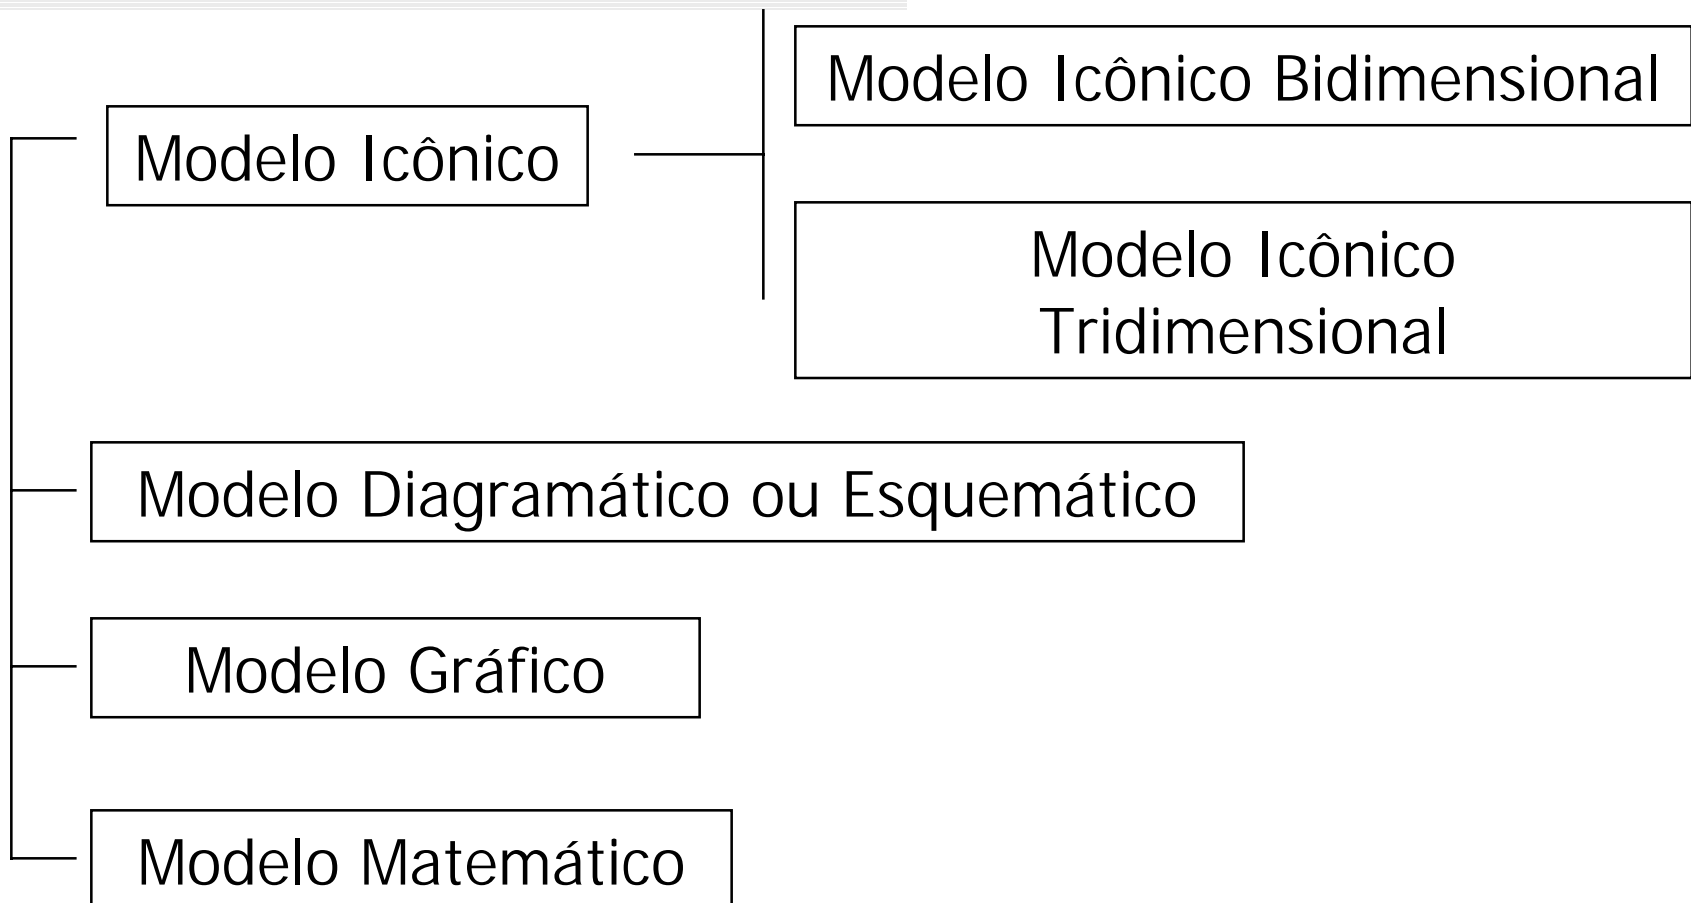 Modelo Icônico Bidimensional
Modelo Icônico
Modelo Icônico
Tridimensional
Modelo Diagramático ou Esquemático
Modelo Gráfico
Modelo Matemático